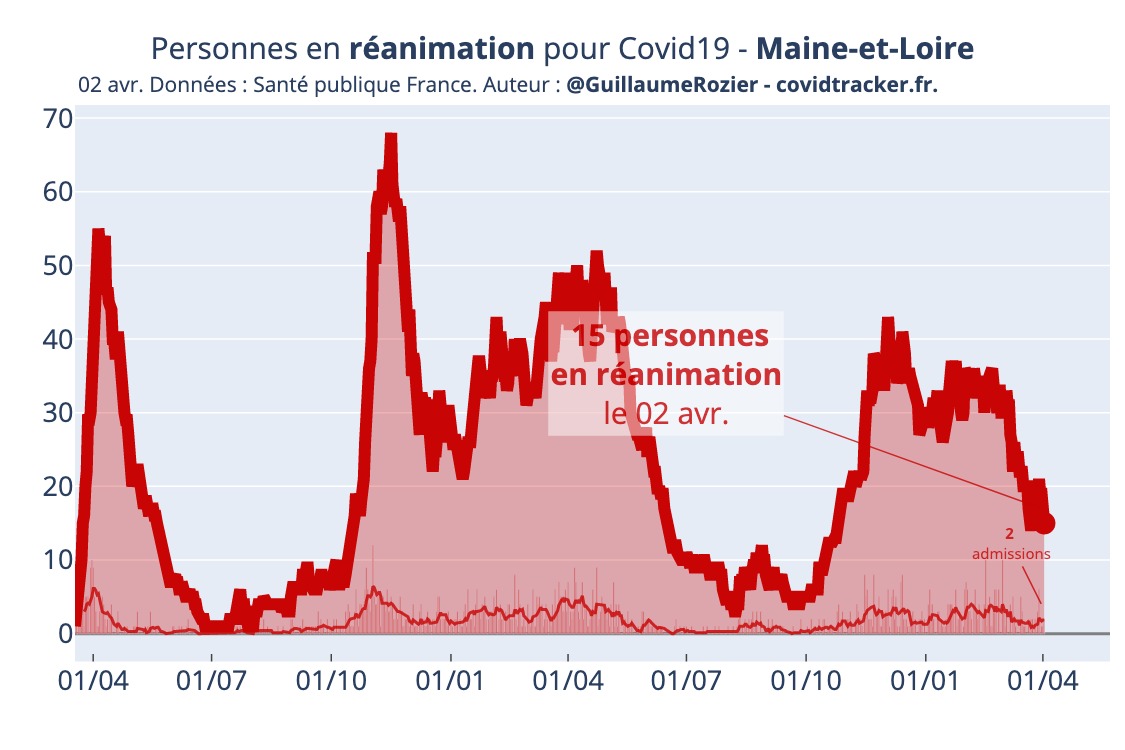 Personnes en réanimation pour Covid19 - Maine-et-Loire
02 avr. Données : Santé publique France. Auteur : @GuillaumeRozier - covidtracker.fr.
70
60
50
40
30
20
10
0
15 personnes
en réanimation
le 02 avr.
2
admissions
01/04 01/07 01/10 01/01 01/04 01/07 01/10 01/01 01/04